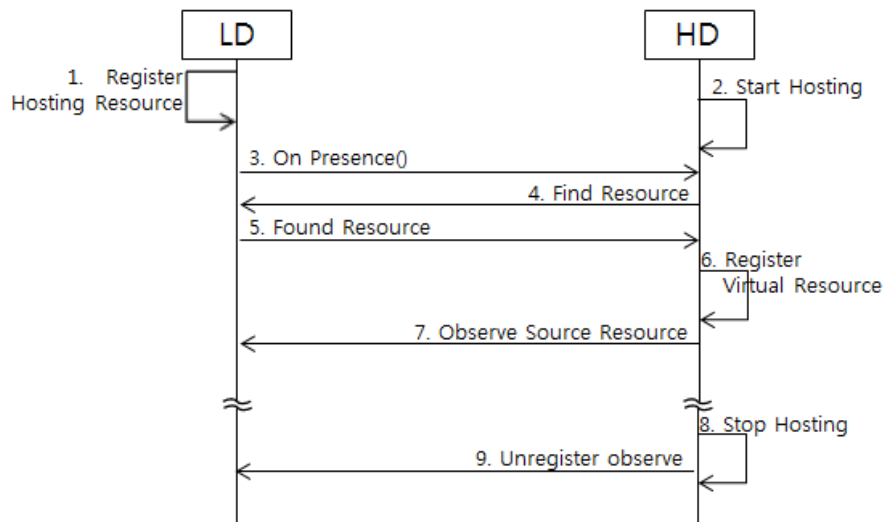 LD
HD
1. Register
Hosting Resource
2. Start Hosting
3. On Presence()
4. Find Resource
5. Found Resource
6. Register
Virtual Resource
7. Observe Source Resource
8. Stop Hosting
9. Unregister observe